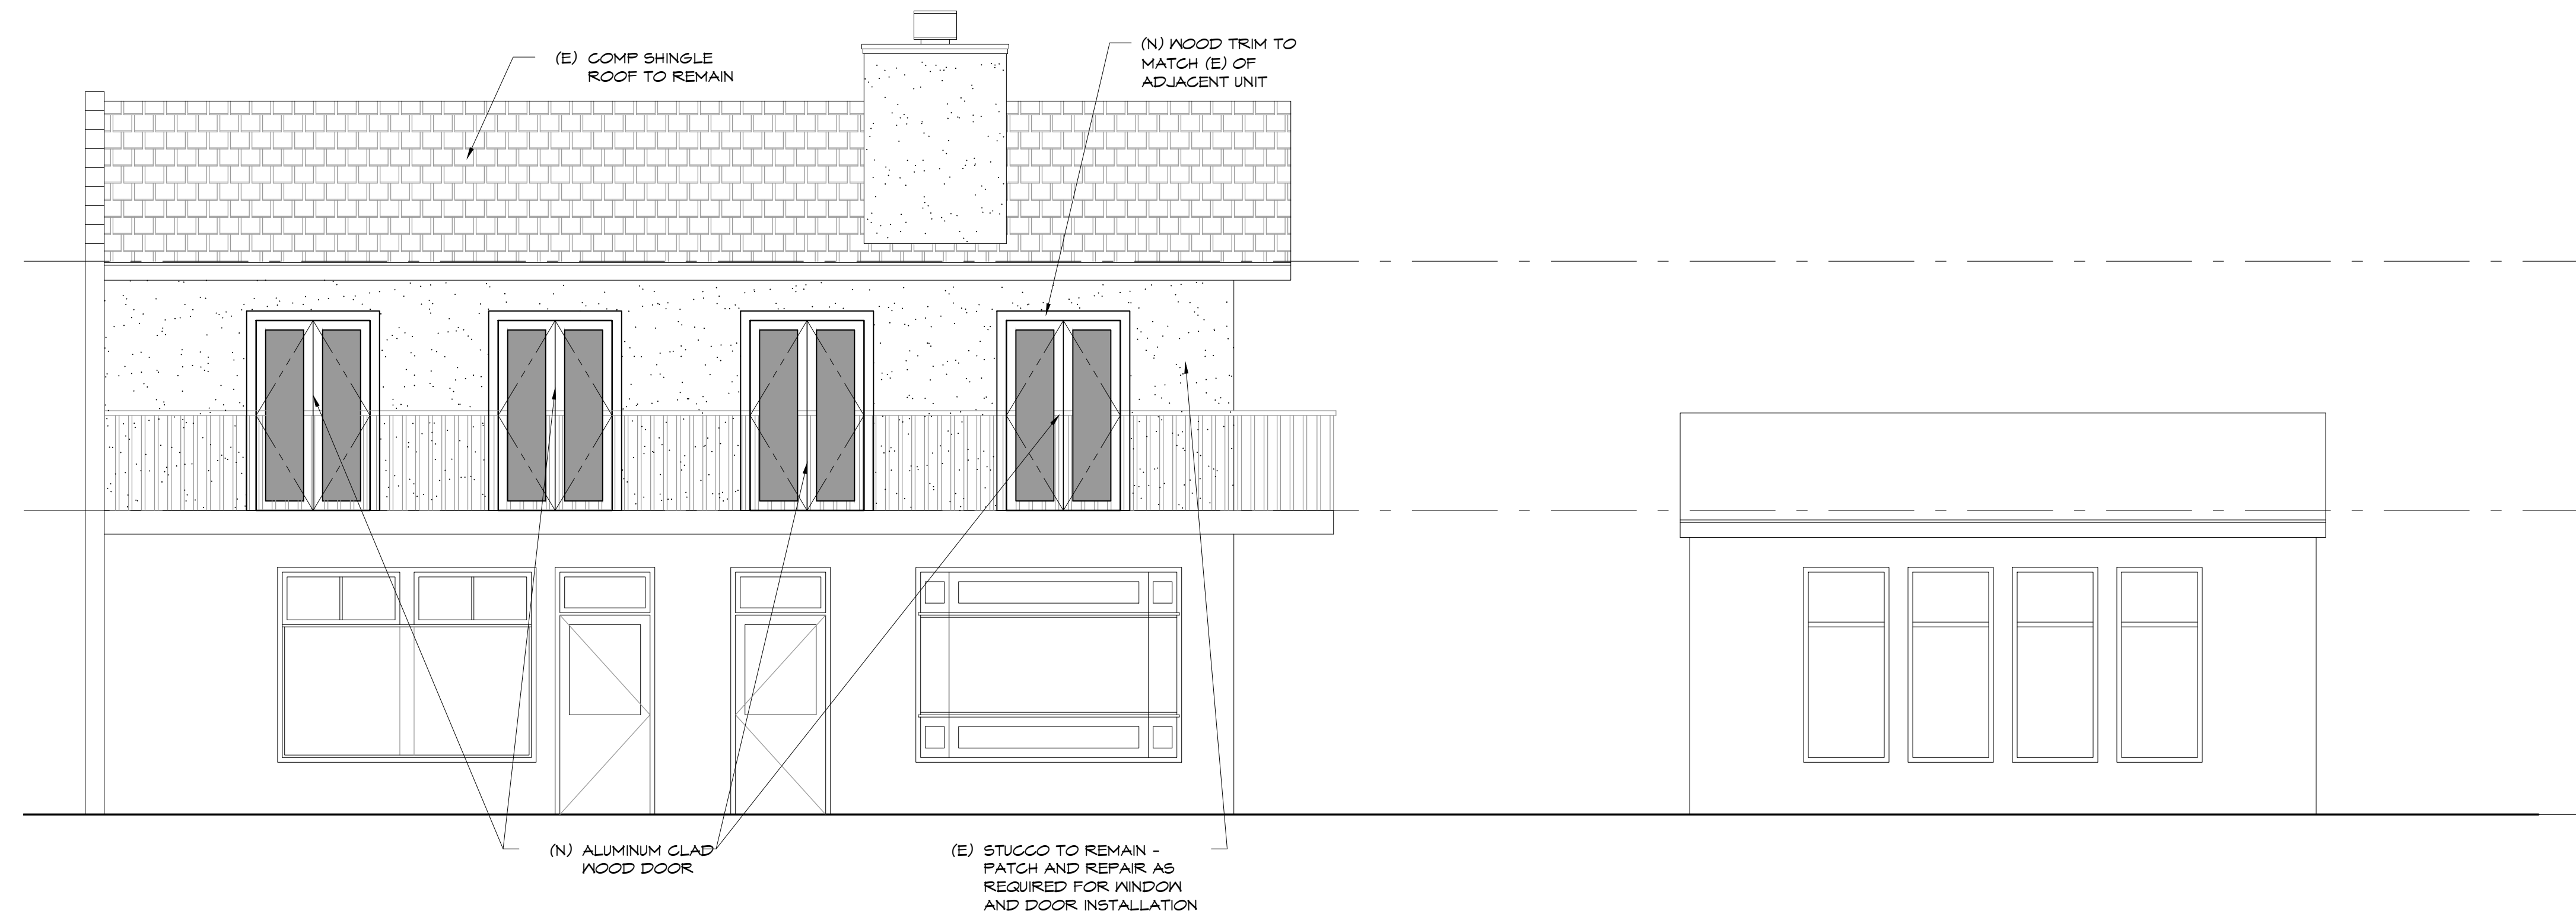 (E) COMP SHINGLE
ROOF TO REMAIN
(N) WOOD TRIM TO
MATCH (E) OF
ADJACENT UNIT
(N) ALUMINUM CLAD
WOOD DOOR
(E) STUCCO TO REMAIN -
PATCH AND REPAIR AS
REQUIRED FOR WINDOW
AND DOOR INSTALLATION